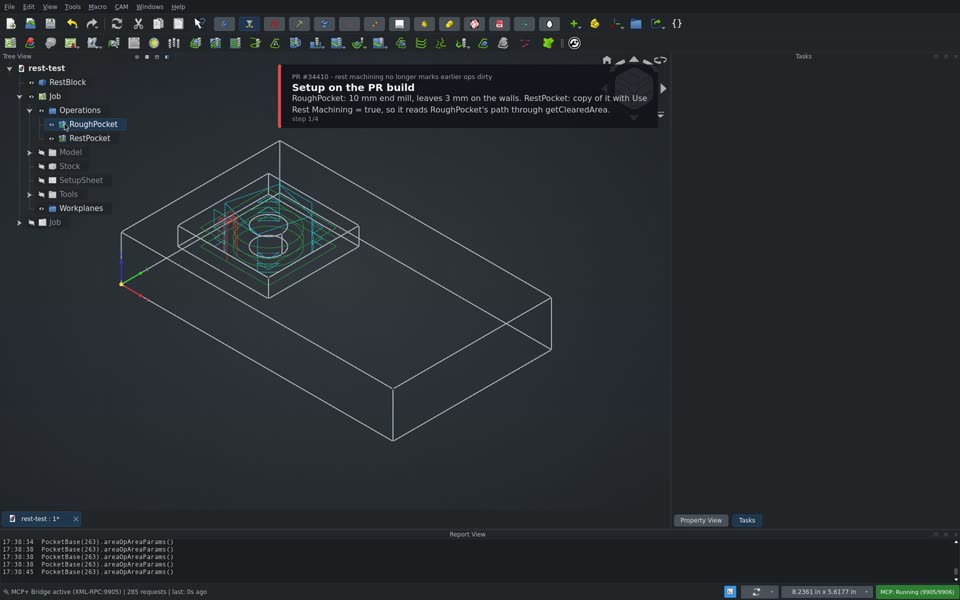 File Edit View Tools Macro CAM Windows Help
Tree View
Tasks
rest-test
RestBlock
Job
Operations
RoughPocket
RestPocket
Model
Stock
SetupSheet
Tools
Workplanes
Job
PR #34410 - rest machining no longer marks earlier ops dirty
Setup on the PR build
RoughPocket: 10 mm end mill, leaves 3 mm on the walls. RestPocket: copy of it with Use
Rest Machining = true, so it reads RoughPocket's path through getClearedArea.
step 1/4
rest-test : 1*
Property View Tasks
Report View
17:38:34 PocketBase(263).areaOpAreaParams()
17:38:38 PocketBase(263).areaOpAreaParams()
17:38:38 PocketBase(263).areaOpAreaParams()
17:38:38 PocketBase(263).areaOpAreaParams()
17:38:45 PocketBase(263).areaOpAreaParams()
MCP+ Bridge active (XML-RPC:9905) | 285 requests | last: 0s ago
8.2361 in x 5.6177 in
MCP: Running (9905/9906)